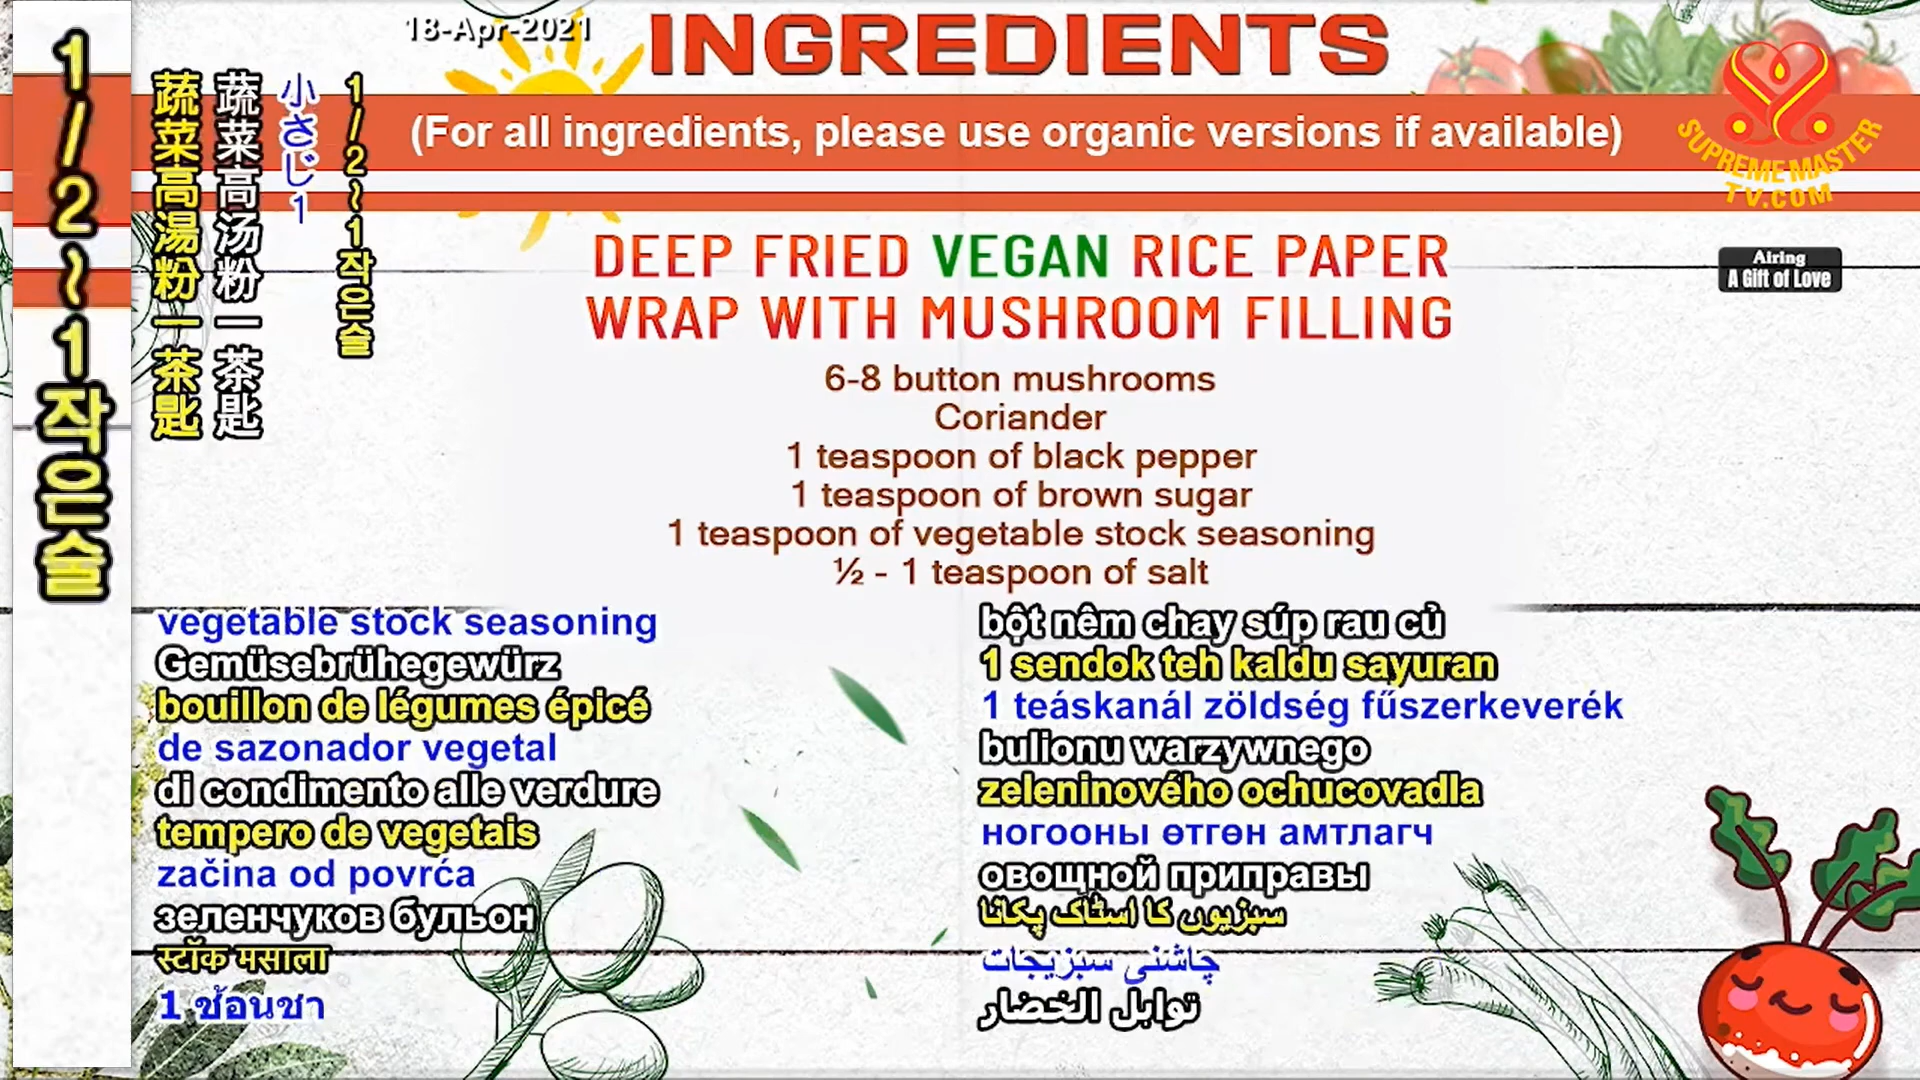 18-Apr-2021
INGREDIENTS
(For all ingredients, please use organic versions if available)
SUPREME MASTER
TV.COM
Airing
A Gift of Love
1/2~1작은술
蔬菜高湯粉一茶匙
蔬菜高汤粉一茶匙
小さじ1
1/2~1작은술
DEEP FRIED VEGAN RICE PAPER
WRAP WITH MUSHROOM FILLING
6-8 button mushrooms
Coriander
1 teaspoon of black pepper
1 teaspoon of brown sugar
1 teaspoon of vegetable stock seasoning
½ - 1 teaspoon of salt
vegetable stock seasoning
Gemüsebrühegewürz
bouillon de légumes épicé
de sazonador vegetal
di condimento alle verdure
tempero de vegetais
začina od povrća
зеленчуков бульон
स्टॉक मसाला
1 ช้อนชา
bột nêm chay súp rau củ
1 sendok teh kaldu sayuran
1 teáskanál zöldség fűszerkeverék
bulionu warzywnego
zeleninového ochucovadla
ногооны өтгөн амтлагч
овощной приправы
سبزیوں کا اسٹاک پکانا
چاشنی سبزیجات
توابل الخضار